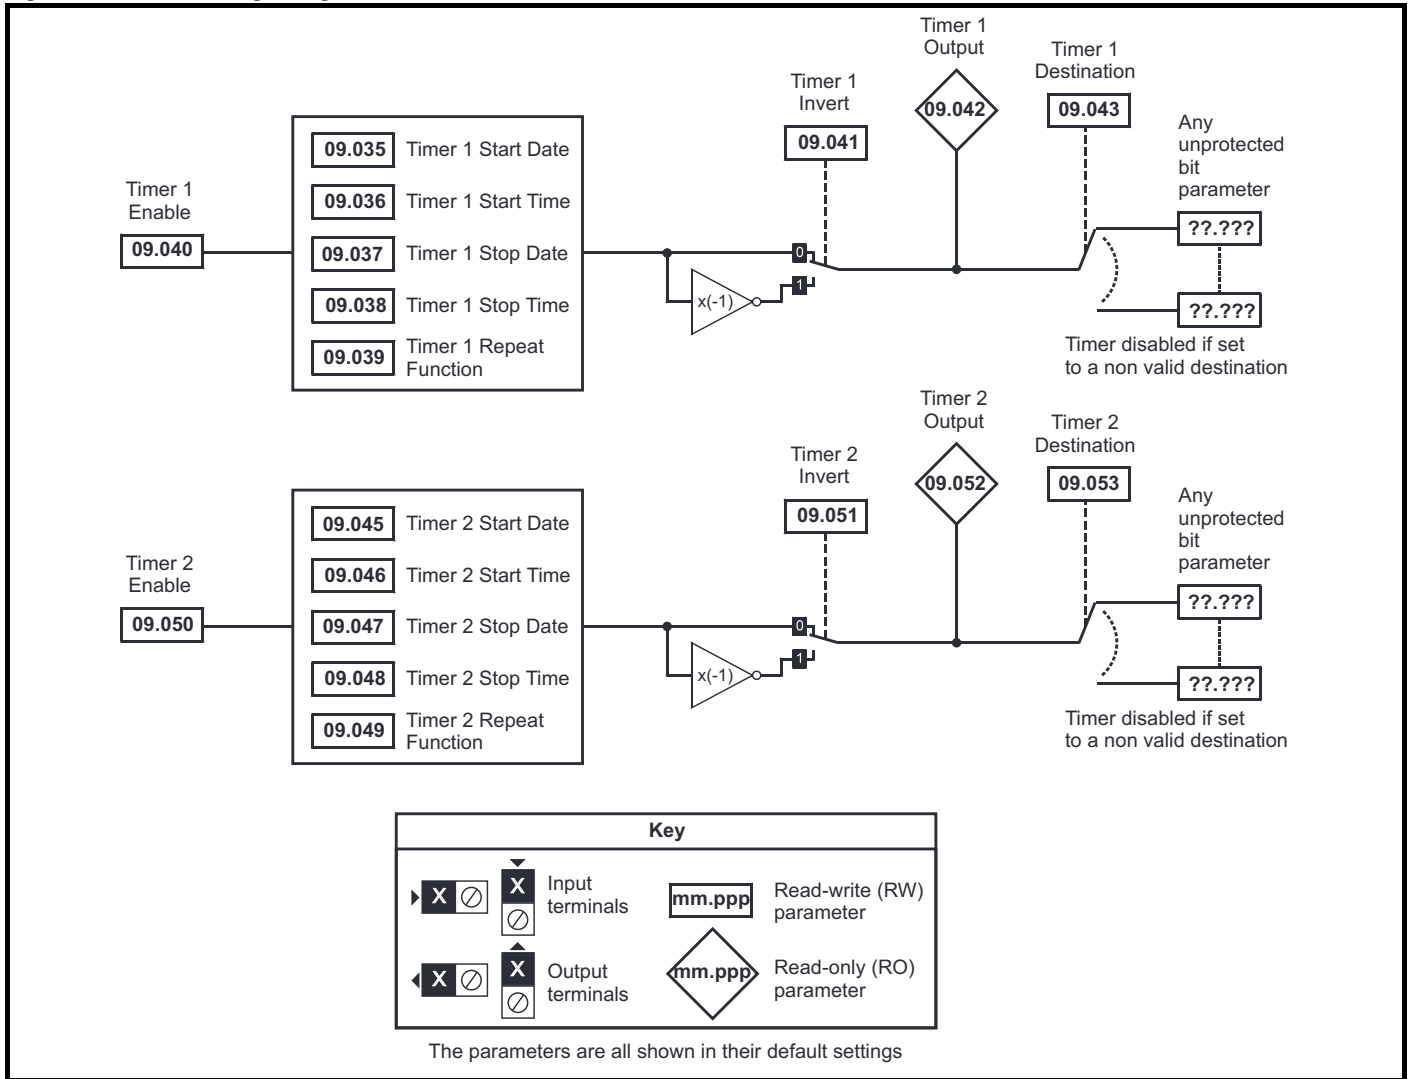 Timer 1
Output
Timer 1
Destination
Timer 1
Invert
09.042
09.043
Any
unprotected
bit
parameter
09.041
09.035 Timer 1 Start Date
Timer 1
Enable
09.036 Timer 1 Start Time
09.040
09.037 Timer 1 Stop Date
0
??.???
1
x(-1)
09.038 Timer 1 Stop Time
??.???
09.039 Timer 1 Repeat
Function
Timer disabled if set
to a non valid destination
Timer 2
Output
Timer 2
Destination
Timer 2
Invert
09.052
09.053
Any
unprotected
bit
parameter
09.051
09.045 Timer 2 Start Date
Timer 2
Enable
09.046 Timer 2 Start Time
09.050
09.047 Timer 2 Stop Date
0
??.???
1
x(-1)
09.048 Timer 2 Stop Time
??.???
09.049 Timer 2 Repeat
Function
Timer disabled if set
to a non valid destination
Key
X
X
Input
terminals
mm.ppp
Read-write (RW)
parameter
X
X
Output
terminals
mm.ppp
Read-only (RO)
parameter
The parameters are all shown in their default settings